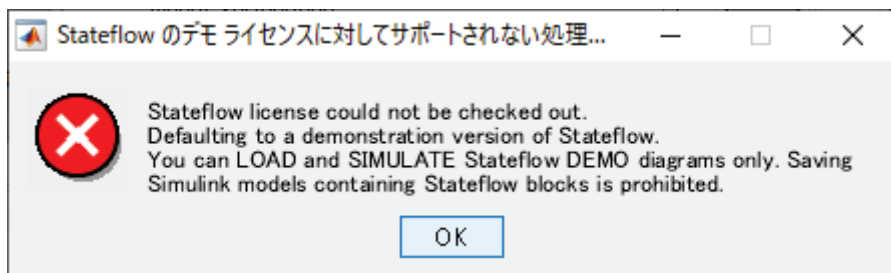 Stateflow のデモ ライセンスに対してサポートされない処理...
Stateflow license could not be checked out.
Defaulting to a demonstration version of Stateflow.
You can LOAD and SIMULATE Stateflow DEMO diagrams only. Saving
Simulink models containing Stateflow blocks is prohibited.
OK